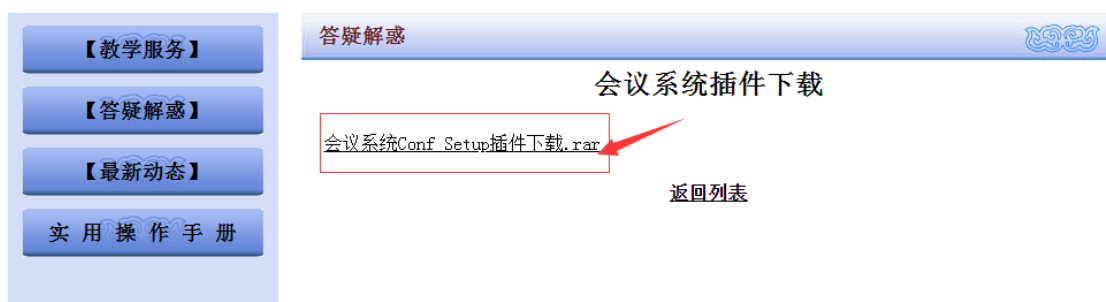 【教学服务】
【答疑解惑】
【最新动态】
实用操作手册
答疑解惑
会议系统插件下载
会议系统Conf Setup插件下载.rar
返回列表